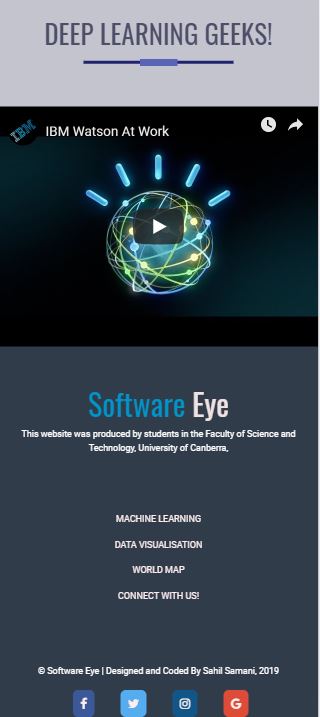 DEEP LEARNING GEEKS!
IBM
IBM Watson At Work
Software Eye
This website was produced by students in the Faculty of Science and
Technology, University of Canberra,
MACHINE LEARNING
DATA VISUALISATION
WORLD MAP
CONNECT WITH US!
© Software Eye | Designed and Coded By Sahil Samani, 2019
f
G